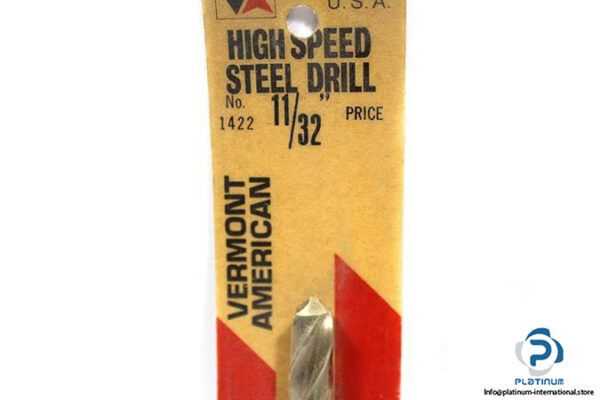 U.S.A.
HIGH SPEED
STEEL DRILL
No.
1422
11/32"
PRICE
VERMONT
AMERICAN
PLATINUM
Info@platinum-international.store